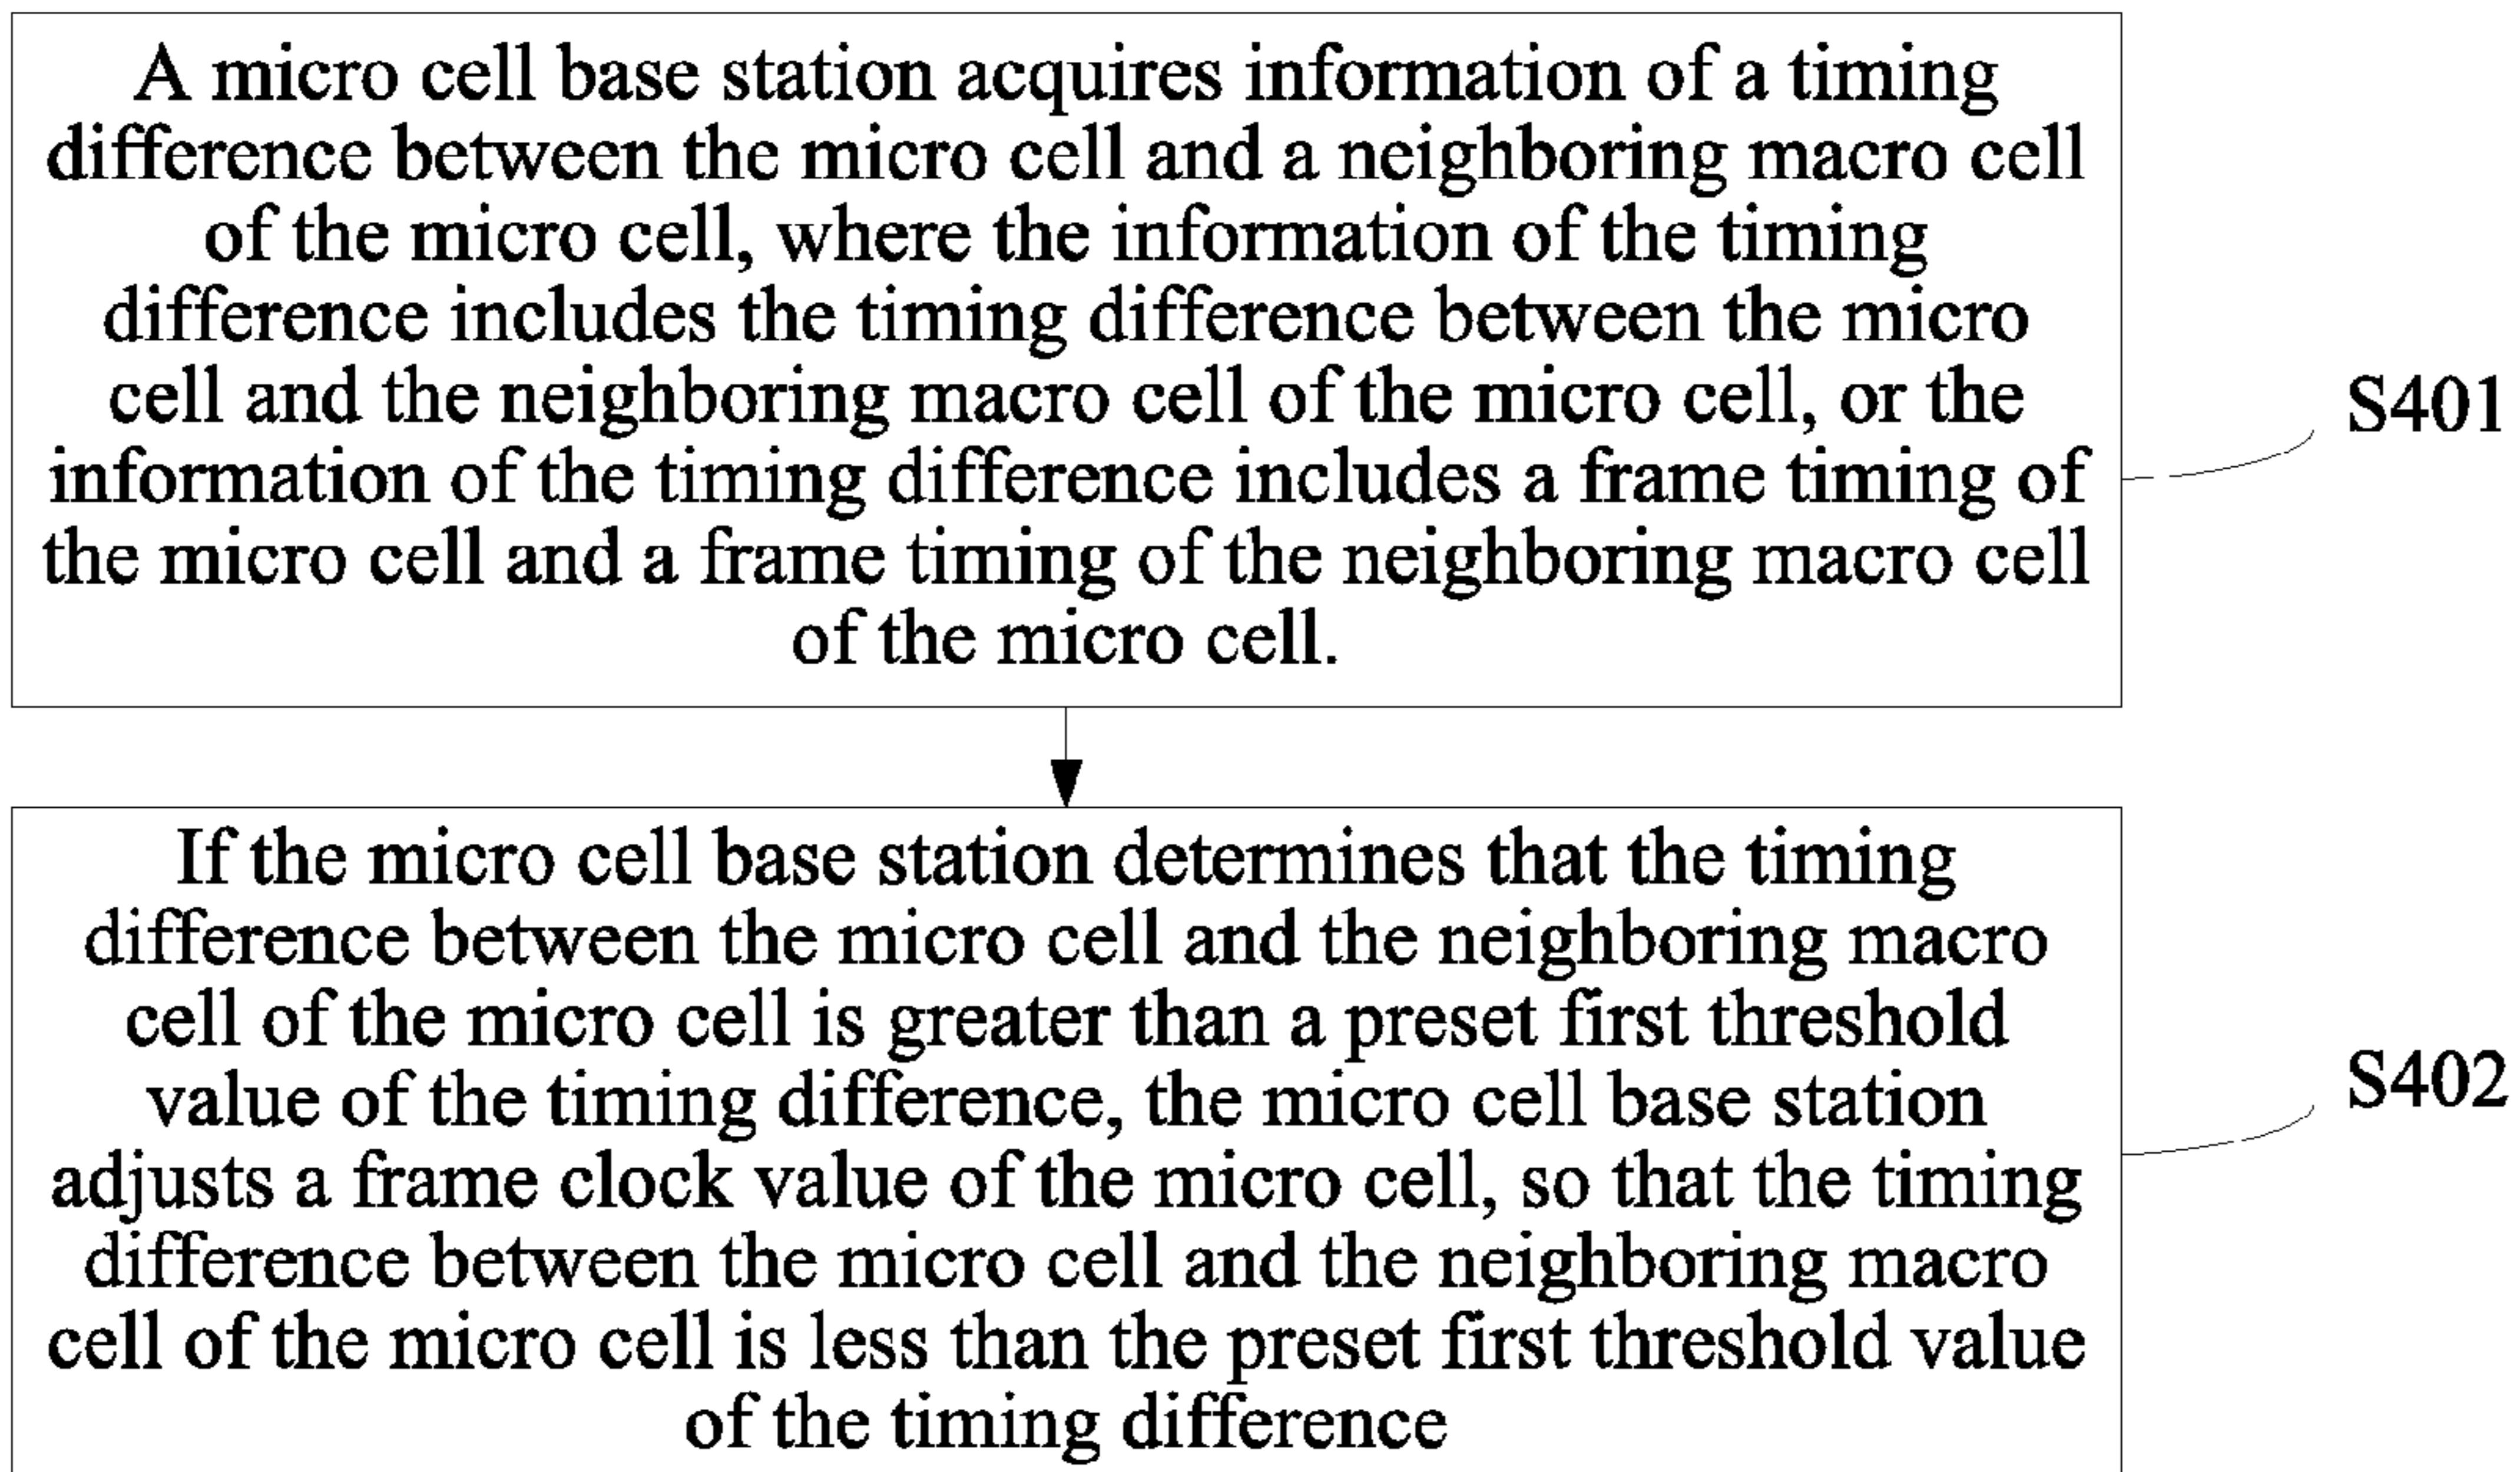 A micro cell base station acquires information of a timing
difference between the micro cell and a neighboring macro cell
of the micro cell, where the information of the timing
difference includes the timing difference between the micro
cell and the neighboring macro cell of the micro cell, or the
information of the timing difference includes a frame timing of
the micro cell and a frame timing of the neighboring macro cell
of the micro cell.
S401
If the micro cell base station determines that the timing
difference between the micro cell and the neighboring macro
cell of the micro cell is greater than a preset first threshold
value of the timing difference, the micro cell base station
adjusts a frame clock value of the micro cell, so that the timing
difference between the micro cell and the neighboring macro
cell of the micro cell is less than the preset first threshold value
of the timing difference
S402